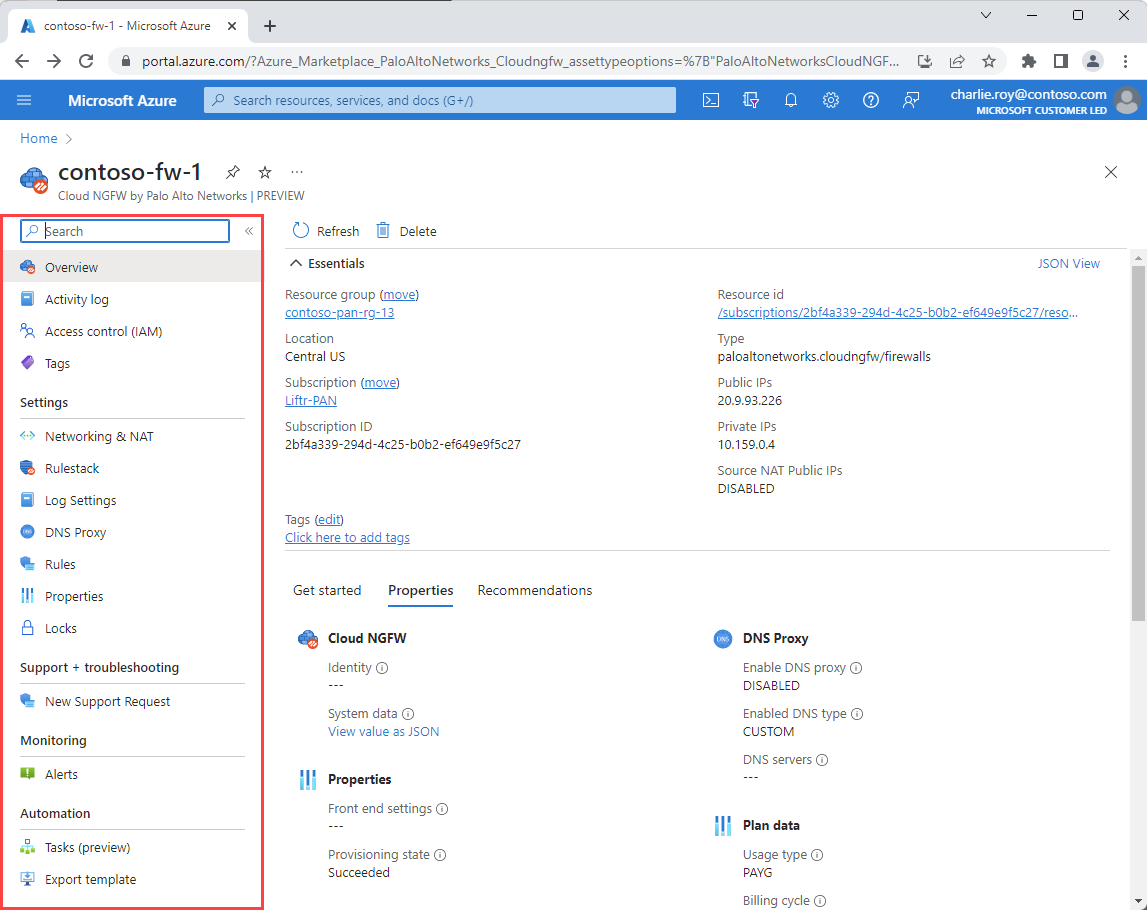 contoso-fw-1 - Microsoft Azure
portal.azure.com/?Azure_Marketplace_PaloAltoNetworks_Cloudngfw_assettypeoptions=%7B"PaloAltoNetworksCloudNGF...
Microsoft Azure
Search resources, services, and docs (G+/)
charlie.roy@contoso.com
MICROSOFT CUSTOMER LED
Home
contoso-fw-1
Cloud NGFW by Palo Alto Networks | PREVIEW
Search
Overview
Activity log
Access control (IAM)
Tags
Settings
Networking & NAT
Rulestack
Log Settings
DNS Proxy
Rules
Properties
Locks
Support + troubleshooting
New Support Request
Monitoring
Alerts
Automation
Tasks (preview)
Export template
Refresh
Delete
Essentials
JSON View
Resource group (move)
contoso-pan-rg-13
Location
Central US
Subscription (move)
Liftr-PAN
Subscription ID
2bf4a339-294d-4c25-b0b2-ef649e9f5c27
Resource id
/subscriptions/2bf4a339-294d-4c25-b0b2-ef649e9f5c27/reso...
Type
paloaltonetworks.cloudngfw/firewalls
Public IPs
20.9.93.226
Private IPs
10.159.0.4
Source NAT Public IPs
DISABLED
Tags (edit)
Click here to add tags
Get started
Properties
Recommendations
Cloud NGFW
Identity
---
System data
View value as JSON
Properties
Front end settings
---
Provisioning state
Succeeded
DNS
DNS Proxy
Enable DNS proxy
DISABLED
Enabled DNS type
CUSTOM
DNS servers
---
Plan data
Usage type
PAYG
Billing cycle